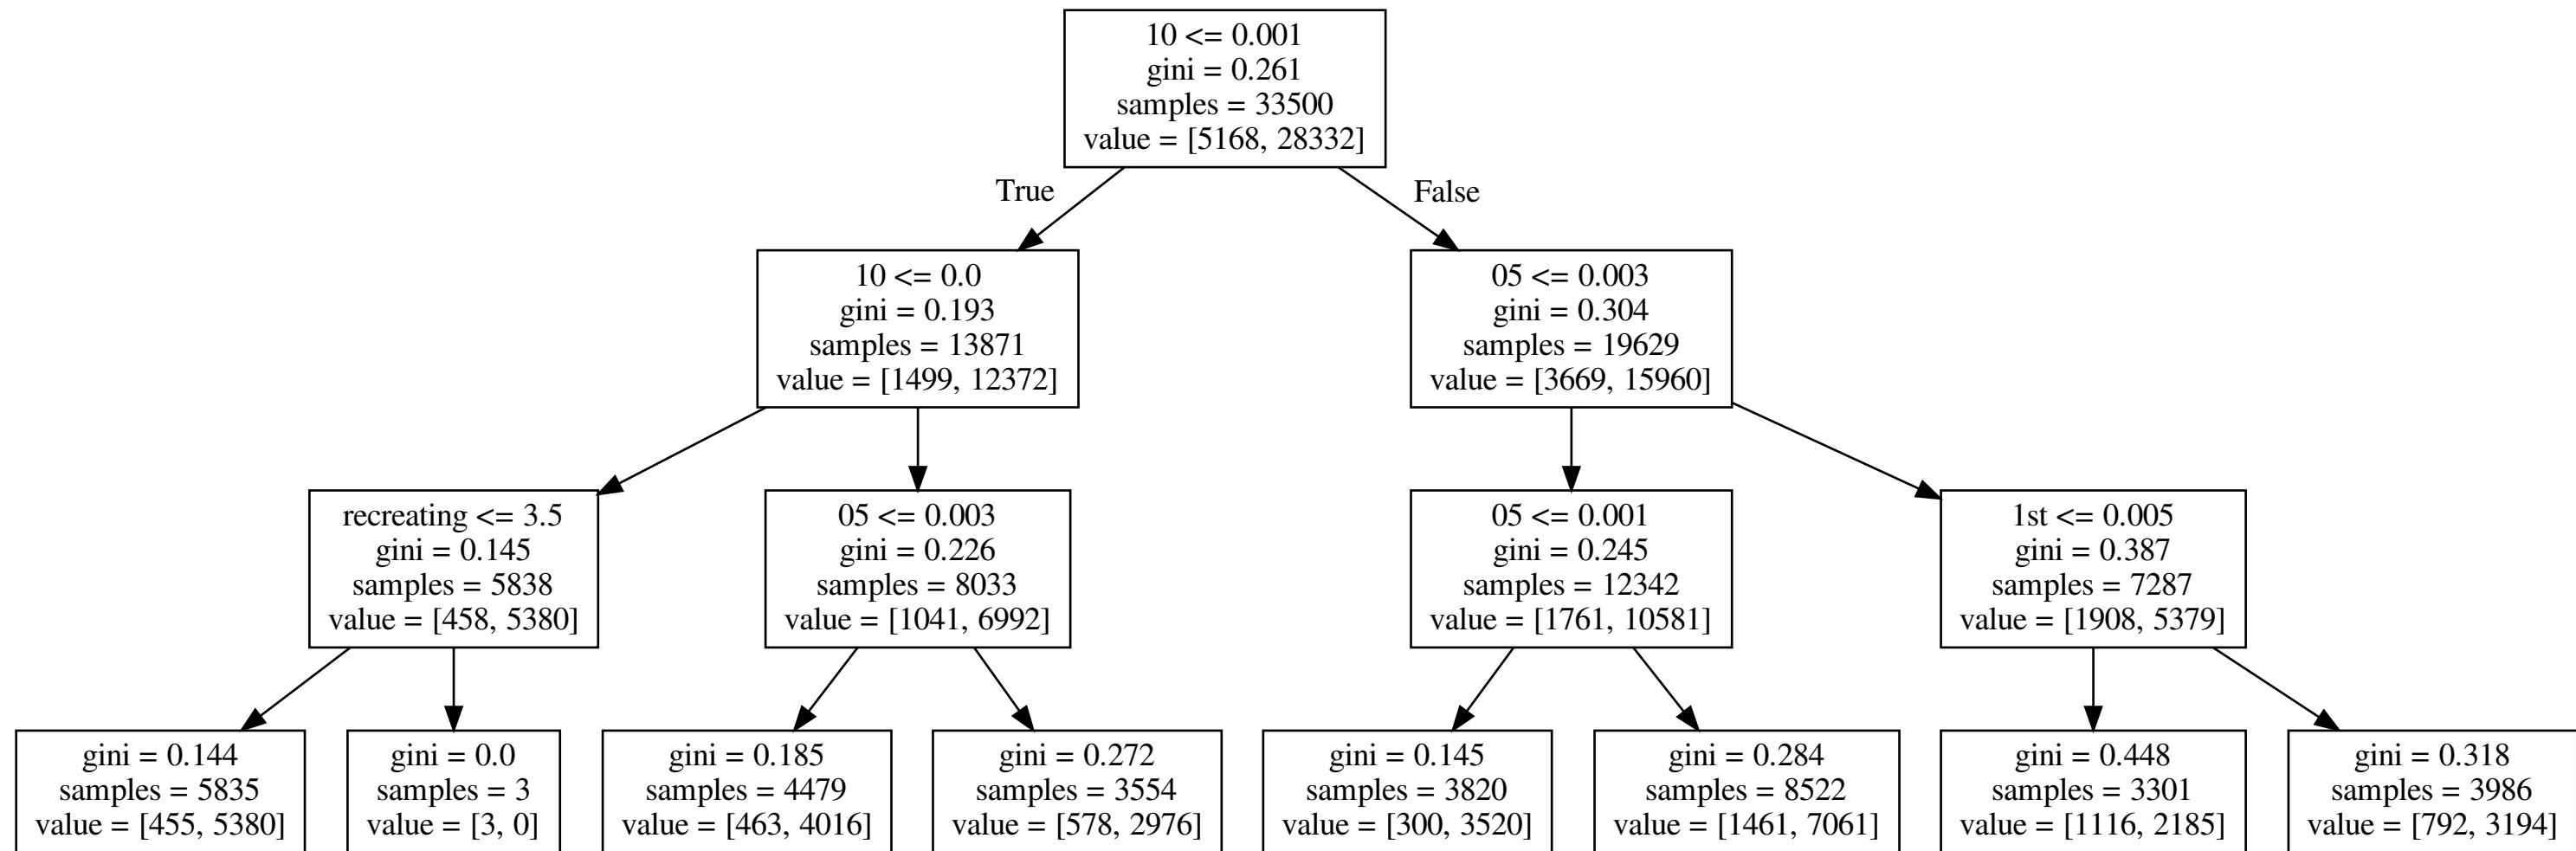 10 <= 0.001
gini = 0.261
samples = 33500
value = [5168, 28332]
True
False
10 <= 0.0
gini = 0.193
samples = 13871
value = [1499, 12372]
05 <= 0.003
gini = 0.304
samples = 19629
value = [3669, 15960]
recreating <= 3.5
gini = 0.145
samples = 5838
value = [458, 5380]
05 <= 0.003
gini = 0.226
samples = 8033
value = [1041, 6992]
05 <= 0.001
gini = 0.245
samples = 12342
value = [1761, 10581]
1st <= 0.005
gini = 0.387
samples = 7287
value = [1908, 5379]
gini = 0.144
samples = 5835
value = [455, 5380]
gini = 0.0
samples = 3
value = [3, 0]
gini = 0.185
samples = 4479
value = [463, 4016]
gini = 0.272
samples = 3554
value = [578, 2976]
gini = 0.145
samples = 3820
value = [300, 3520]
gini = 0.284
samples = 8522
value = [1461, 7061]
gini = 0.448
samples = 3301
value = [1116, 2185]
gini = 0.318
samples = 3986
value = [792, 3194]